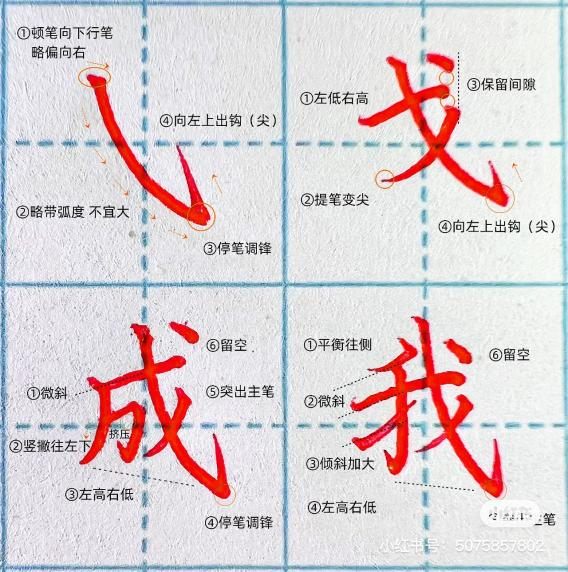 ①顿笔向下行笔
略偏向右
④向左上出钩（尖）
②略带弧度 不宜大
③停笔调锋
戈
③保留间隙
①左低右高
②提笔变尖
④向左上出钩（尖）
成
⑥留空
①微斜
⑤突出主笔
挤压
②竖撇往左下
③左高右低
④停笔调锋
我
①平衡往侧
⑥留空
②微斜
③倾斜加大
④左高右低
笔
小红书
小红书号：5075857802